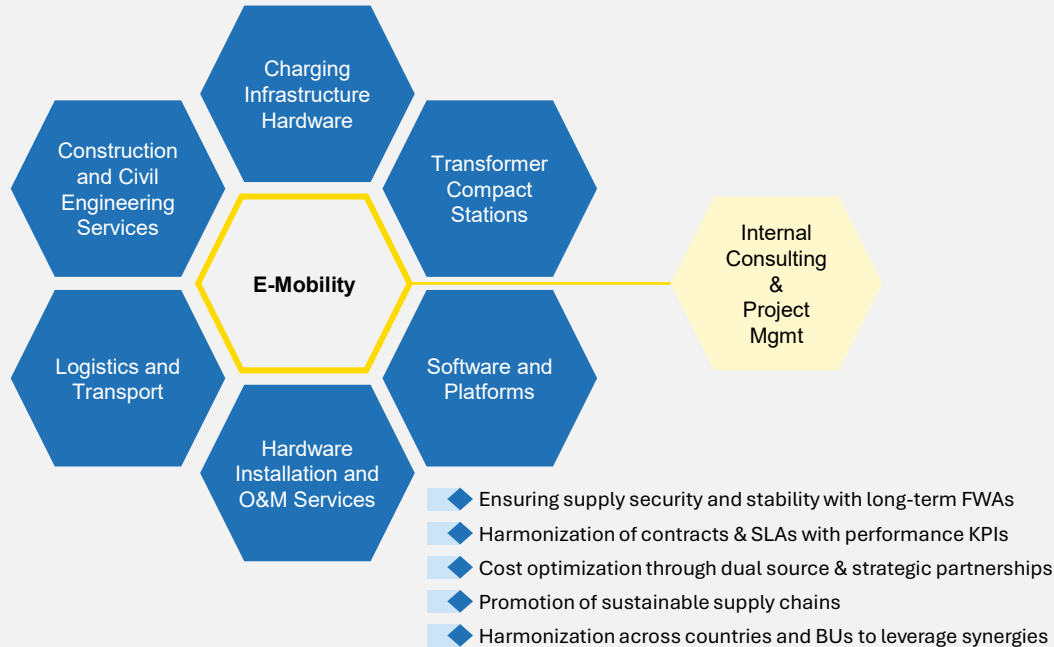 Charging
Infrastructure
Hardware
Construction
and Civil
Engineering
Services
Transformer
Compact
Stations
E-Mobility
Internal
Consulting
&
Project
Mgmt
Logistics and
Transport
Software and
Platforms
Hardware
Installation and
O&M Services
Ensuring supply security and stability with long-term FWAs
Harmonization of contracts & SLAs with performance KPIs
Cost optimization through dual source & strategic partnerships
Promotion of sustainable supply chains
Harmonization across countries and BUs to leverage synergies